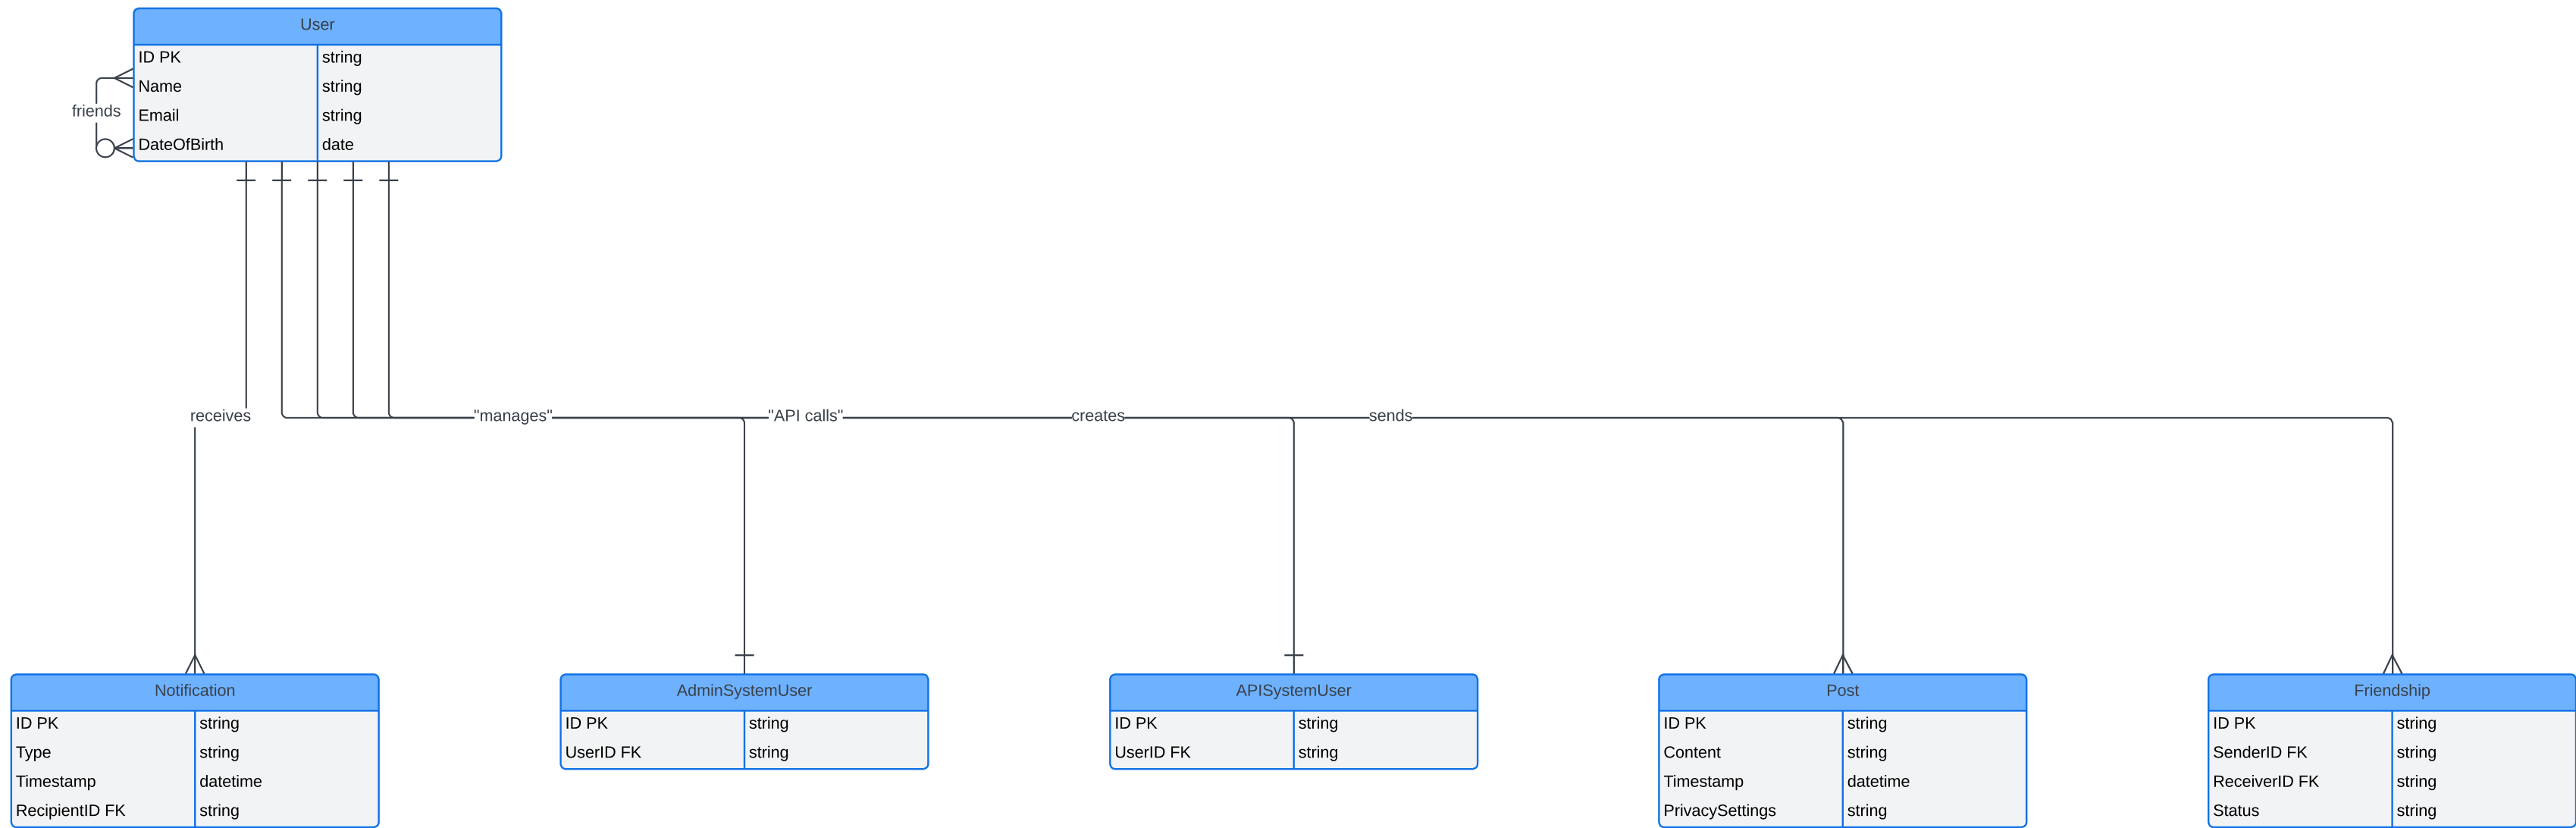 User
ID PK string
Name string
Email string
DateOfBirth date
friends
receives
"manages"
"API calls"
creates
sends
Notification
ID PK string
Type string
Timestamp datetime
RecipientID FK string
AdminSystemUser
ID PK string
UserID FK string
APISystemUser
ID PK string
UserID FK string
Post
ID PK string
Content string
Timestamp datetime
PrivacySettings string
Friendship
ID PK string
SenderID FK string
ReceiverID FK string
Status string